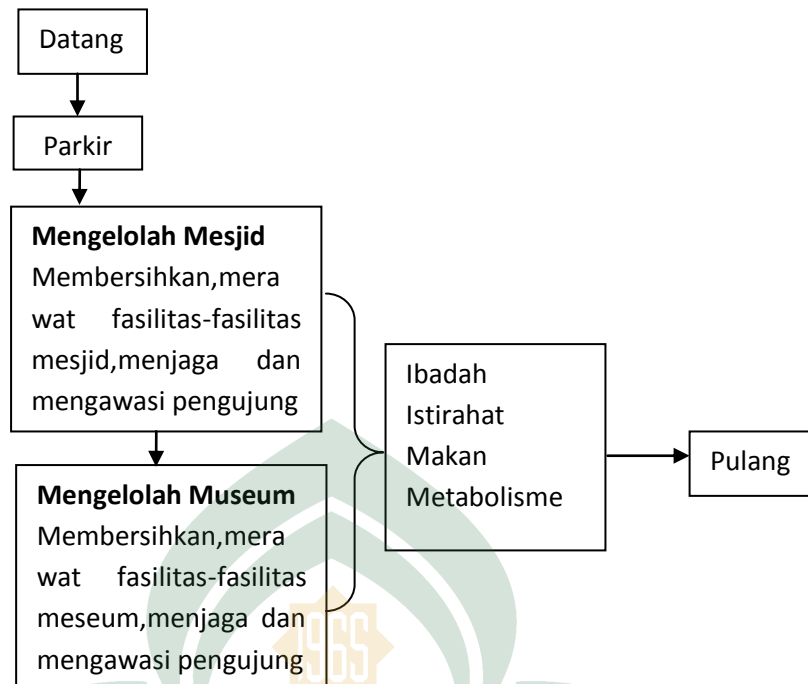 Datang
Parkir
Mengelolah Mesjid
Membersihkan,mera
wat fasilitas-fasilitas
mesjid,menjaga dan
mengawasi pengujung
Mengelolah Museum
Membersihkan,mera
wat fasilitas-fasilitas
meseum,menjaga dan
mengawasi pengujung
Ibadah
Istirahat
Makan
Metabolisme
Pulang
1965